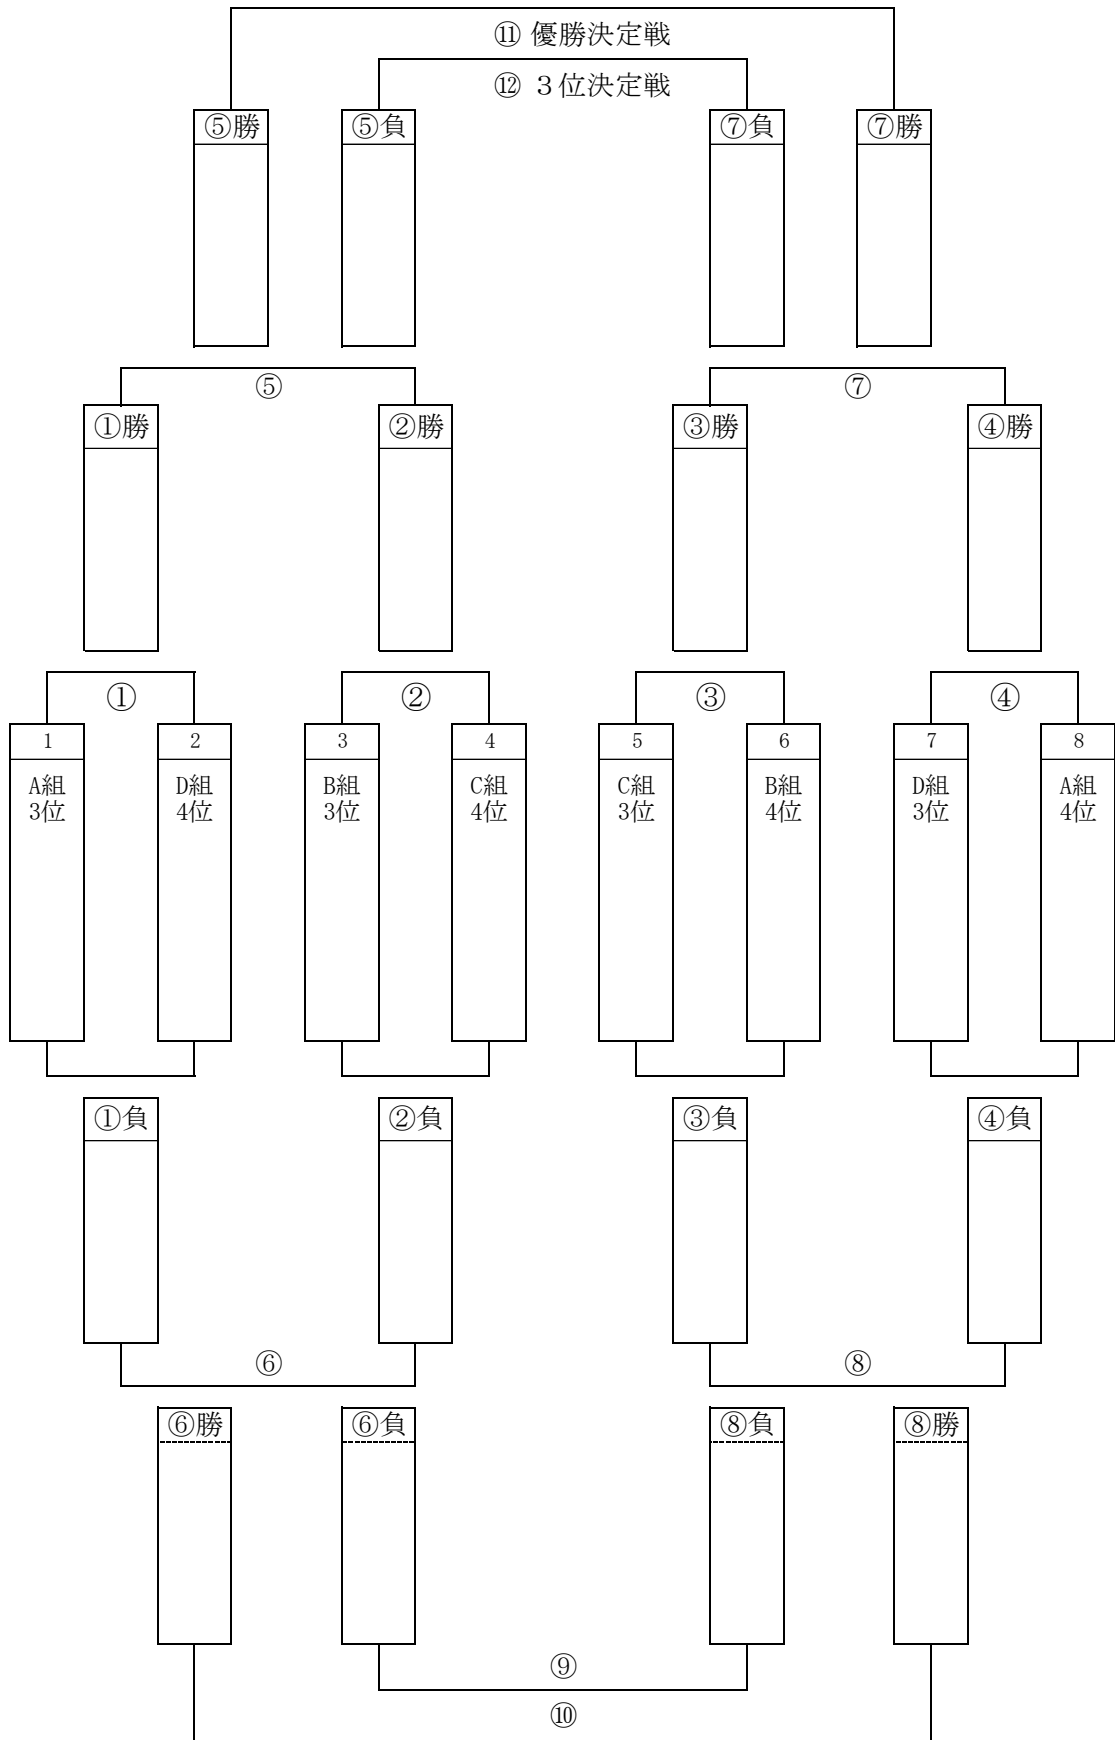 ⑪ 優勝決定戦
⑫ ３位決定戦
⑤勝
⑤負
⑦負
⑦勝
⑤
⑦
①勝
②勝
③勝
④勝
①
②
③
④
1
2
3
4
5
6
7
8
A組
3位
D組
4位
B組
3位
C組
4位
C組
3位
B組
4位
D組
3位
A組
4位
①負
②負
③負
④負
⑥
⑧
⑥勝
⑥負
⑧負
⑧勝
⑨
⑩